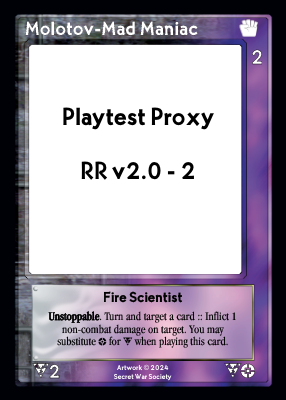 Molotov-Mad Maniac
2
Playtest Proxy
RR v2.0 - 2
Fire Scientist
Unstoppable. Turn and target a card :: Inflict 1
non-combat damage on target. You may
substitute for when playing this card.
2
Artwork © 2024
Secret War Society